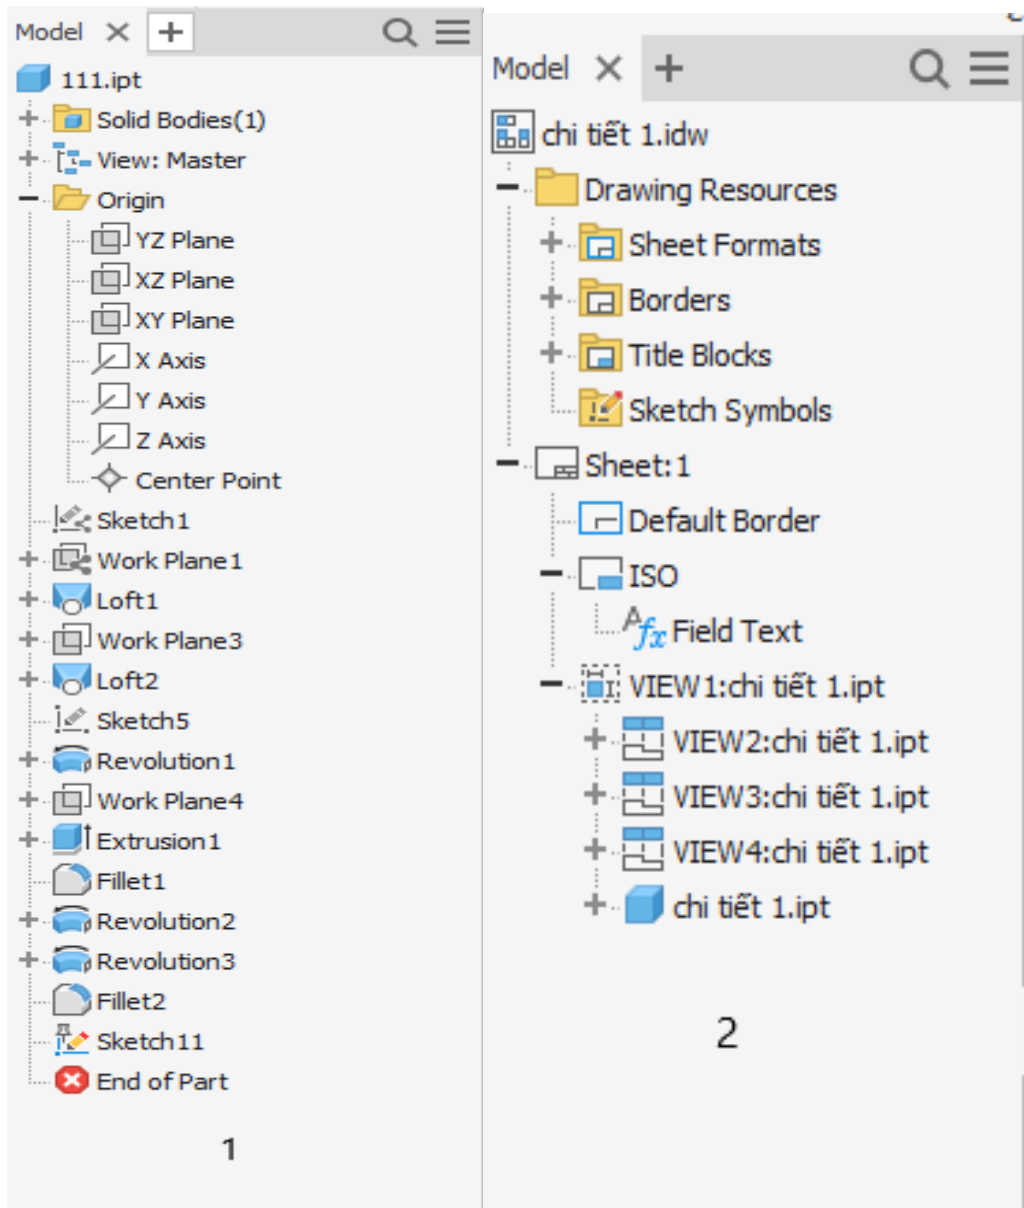 Model
111.ipt
Solid Bodies(1)
View: Master
Origin
YZ Plane
XZ Plane
XY Plane
X Axis
Y Axis
Z Axis
Center Point
Sketch1
Work Plane1
Loft1
Work Plane3
Loft2
Sketch5
Revolution1
Work Plane4
Extrusion1
Fillet1
Revolution2
Revolution3
Fillet2
Sketch11
End of Part
1
Model
chi tiết 1.idw
Drawing Resources
Sheet Formats
Borders
Title Blocks
Sketch Symbols
Sheet:1
Default Border
ISO
Field Text
VIEW1:chi tiết 1.ipt
VIEW2:chi tiết 1.ipt
VIEW3:chi tiết 1.ipt
VIEW4:chi tiết 1.ipt
chi tiết 1.ipt
2